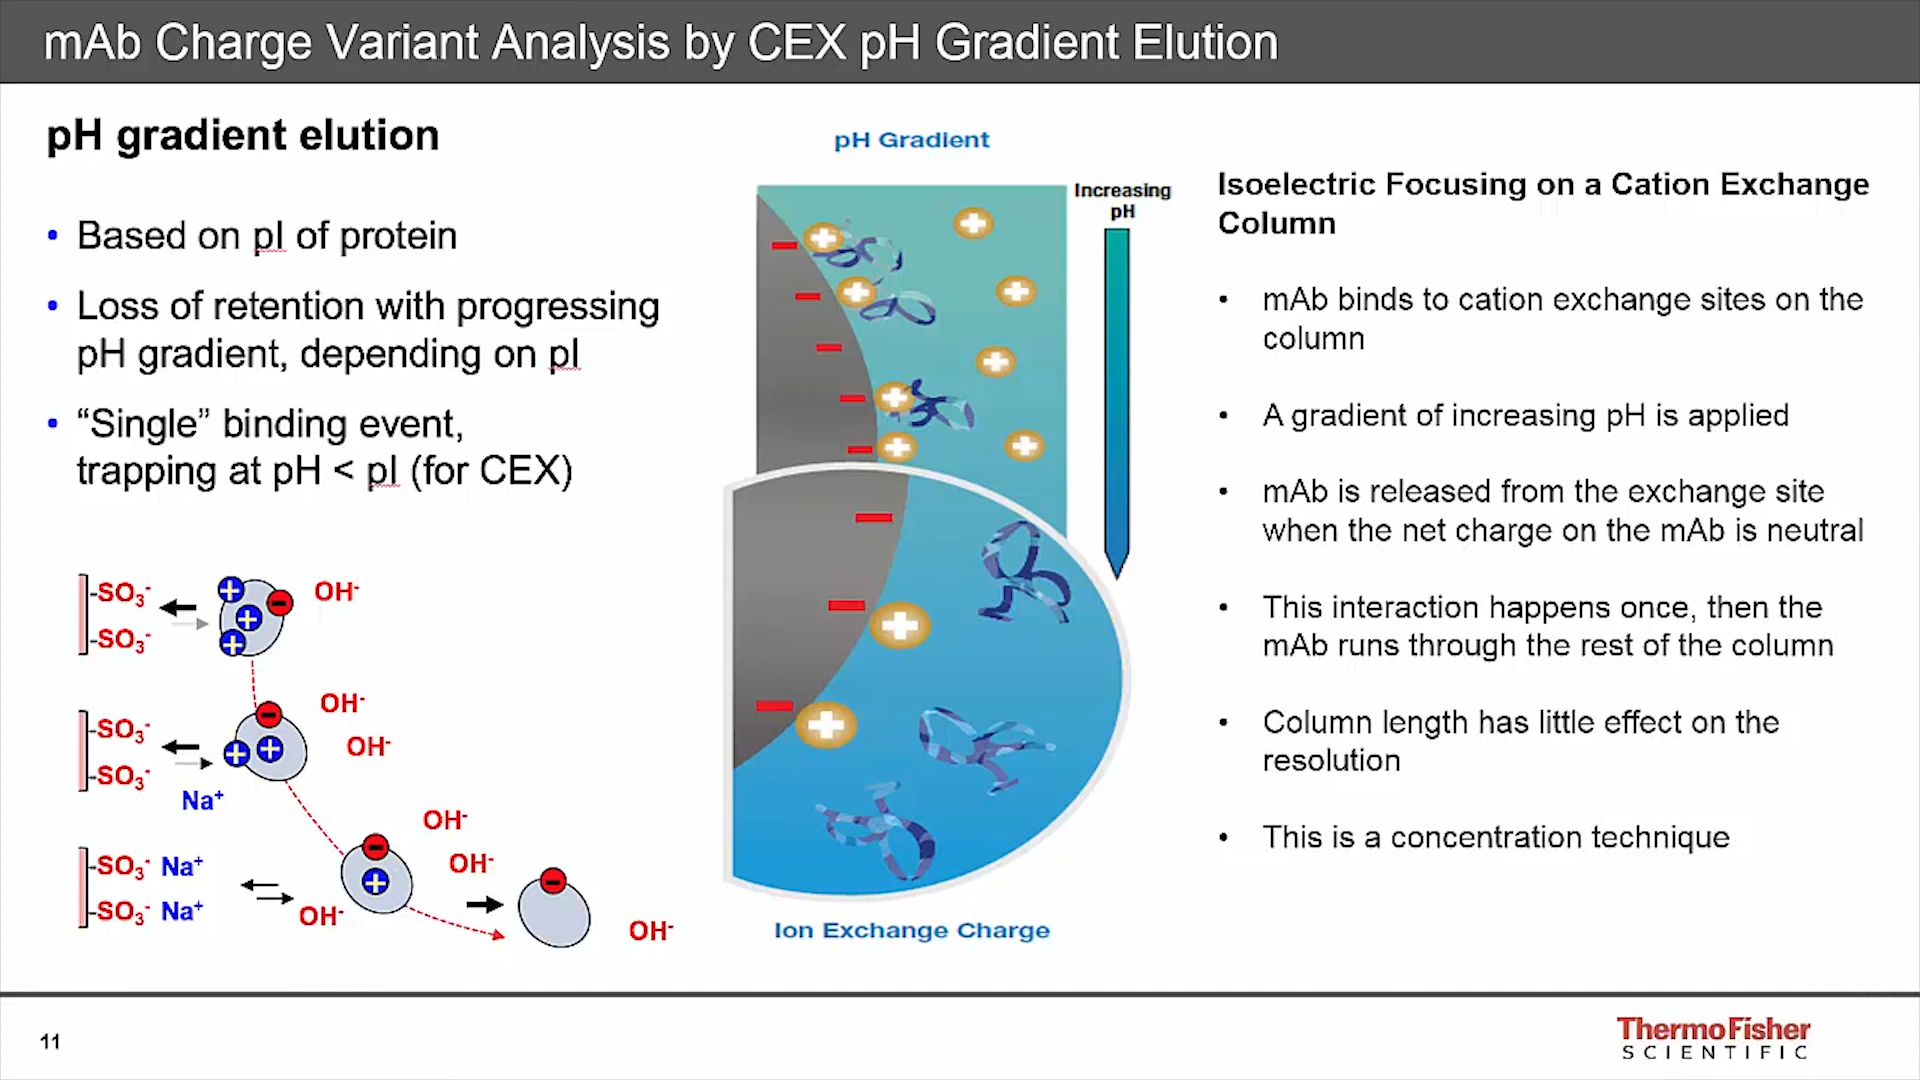 mAb Charge Variant Analysis by CEX pH Gradient Elution
pH gradient elution
• Based on pI of protein
• Loss of retention with progressing
pH gradient, depending on pI
• “Single” binding event,
trapping at pH < pI (for CEX)
-SO₃⁻
-SO₃⁻
OH⁻
-SO₃⁻
-SO₃⁻
Na⁺
OH⁻
OH⁻
-SO₃⁻ Na⁺
-SO₃⁻ Na⁺
OH⁻
OH⁻
OH⁻
OH⁻
pH Gradient
Increasing
pH
Ion Exchange Charge
Isoelectric Focusing on a Cation Exchange
Column
• mAb binds to cation exchange sites on the
column
• A gradient of increasing pH is applied
• mAb is released from the exchange site
when the net charge on the mAb is neutral
• This interaction happens once, then the
mAb runs through the rest of the column
• Column length has little effect on the
resolution
• This is a concentration technique
11
ThermoFisher
SCIENTIFIC